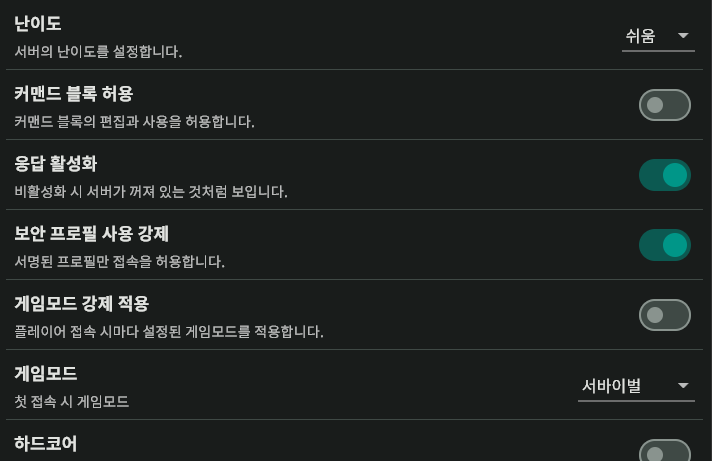 난이도
서버의 난이도를 설정합니다.
쉬움
커맨드 블록 허용
커맨드 블록의 편집과 사용을 허용합니다.
응답 활성화
비활성화 시 서버가 꺼져 있는 것처럼 보입니다.
보안 프로필 사용 강제
서명된 프로필만 접속을 허용합니다.
게임모드 강제 적용
플레이어 접속 시마다 설정된 게임모드를 적용합니다.
게임모드
첫 접속 시 게임모드
서바이벌
하드코어